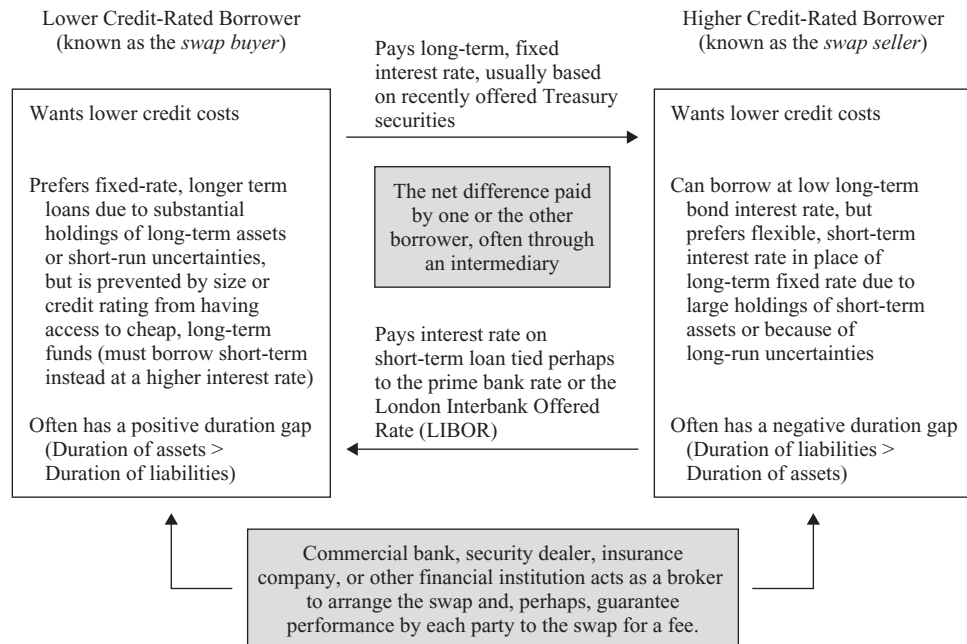 Lower Credit-Rated Borrower
(known as the swap buyer)
Pays long-term, fixed
interest rate, usually based
on recently offered Treasury
securities
Higher Credit-Rated Borrower
(known as the swap seller)
Wants lower credit costs
Prefers fixed-rate, longer term
loans due to substantial
holdings of long-term assets
or short-run uncertainties,
but is prevented by size or
credit rating from having
access to cheap, long-term
funds (must borrow short-term
instead at a higher interest rate)
Often has a positive duration gap
(Duration of assets >
Duration of liabilities)
The net difference paid
by one or the other
borrower, often through
an intermediary
Pays interest rate on
short-term loan tied perhaps
to the prime bank rate or the
London Interbank Offered
Rate (LIBOR)
Wants lower credit costs
Can borrow at low long-term
bond interest rate, but
prefers flexible, short-term
interest rate in place of
long-term fixed rate due to
large holdings of short-term
assets or because of
long-run uncertainties
Often has a negative duration gap
(Duration of liabilities >
Duration of assets)
Commercial bank, security dealer, insurance
company, or other financial institution acts as a broker
to arrange the swap and, perhaps, guarantee
performance by each party to the swap for a fee.